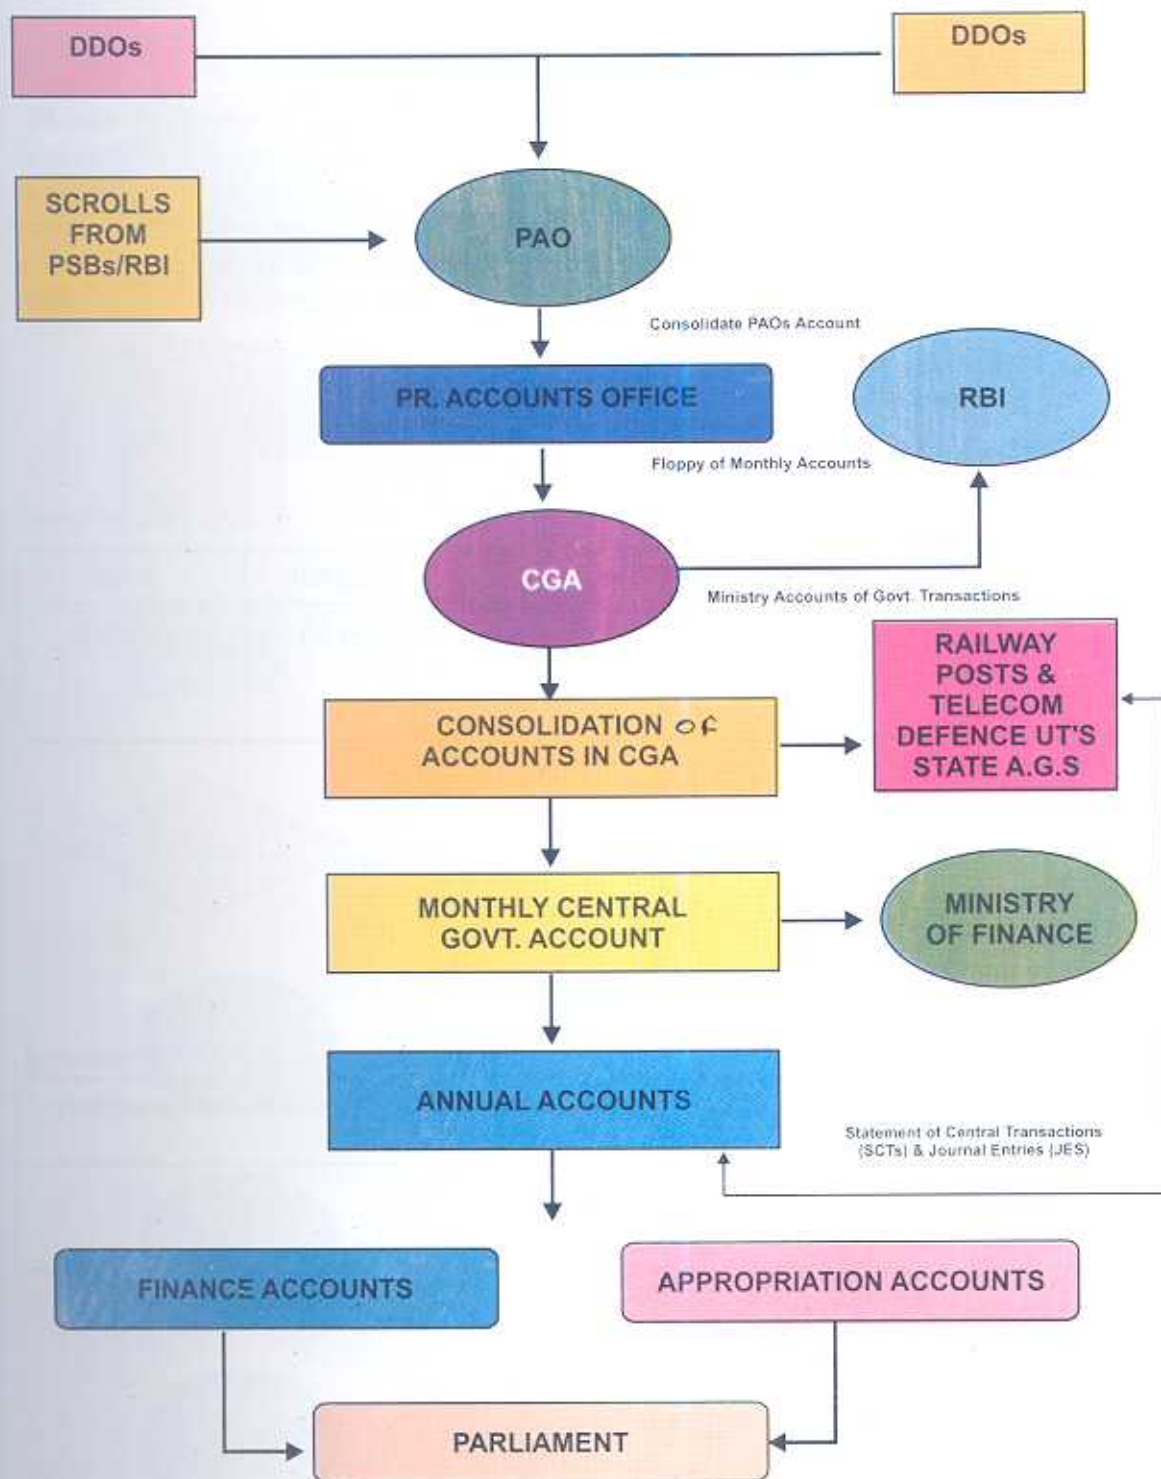 DDOs
DDOs
SCROLLS
FROM
PSBs/RBI
PAO
Consolidate PAOs Account
PR. ACCOUNTS OFFICE
RBI
Floppy of Monthly Accounts
CGA
Ministry Accounts of Govt. Transactions
RAILWAY
POSTS &
TELECOM
DEFENCE UT'S
STATE A.G.S
CONSOLIDATION OF
ACCOUNTS IN CGA
MONTHLY CENTRAL
GOVT. ACCOUNT
MINISTRY
OF FINANCE
ANNUAL ACCOUNTS
Statement of Central Transactions
(SCTs) & Journal Entries (JES)
FINANCE ACCOUNTS
APPROPRIATION ACCOUNTS
PARLIAMENT